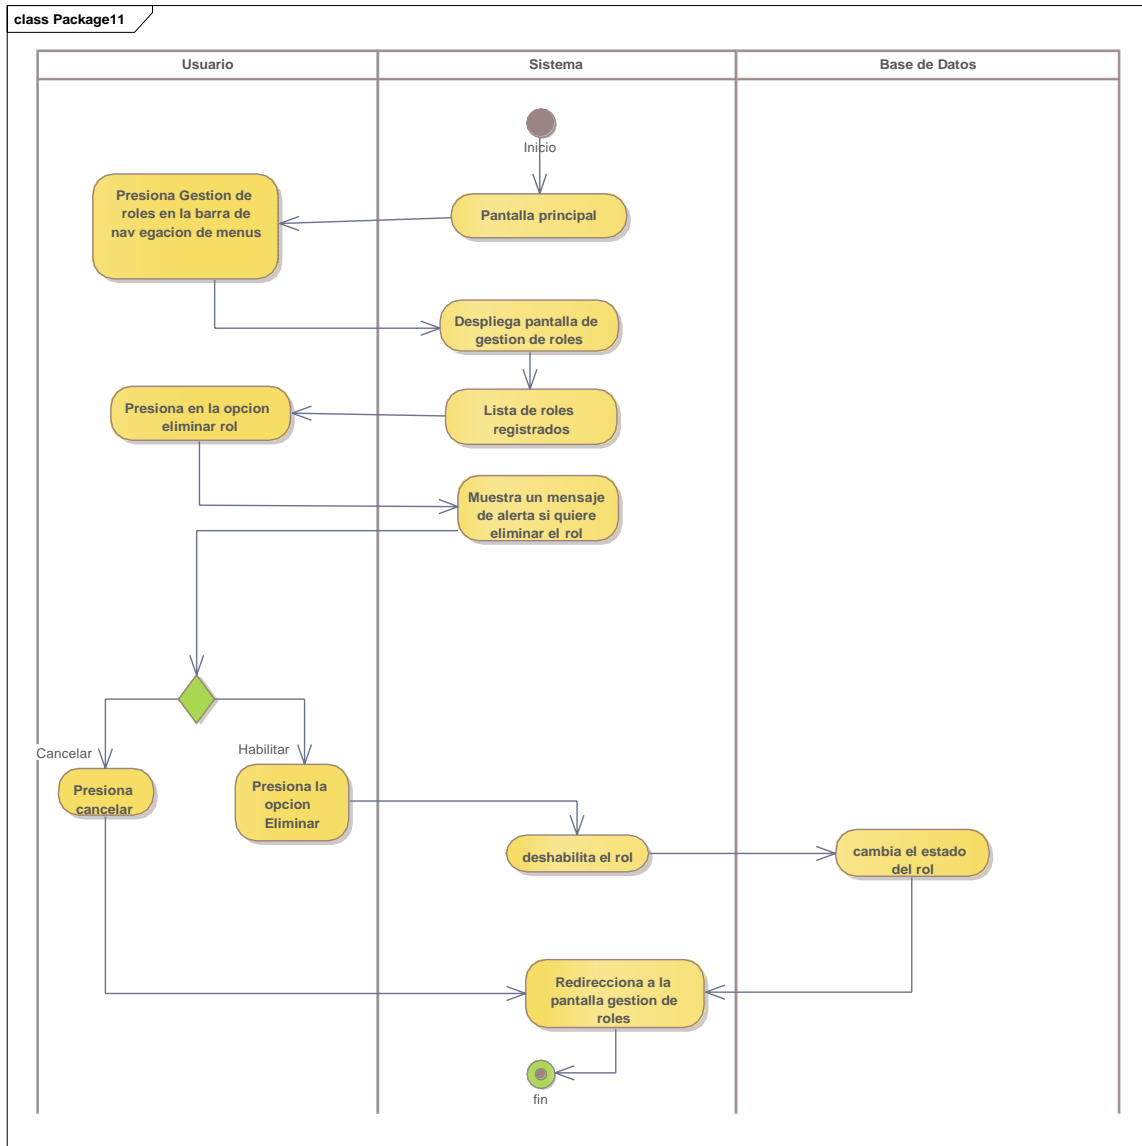 class Package11
Usuario
Sistema
Base de Datos
Inicio
Pantalla principal
Presiona Gestion de
roles en la barra de
nav egacion de menus
Despliega pantalla de
gestion de roles
Lista de roles
registrados
Presiona en la opcion
eliminar rol
Muestra un mensaje
de alerta si quiere
eliminar el rol
Cancelar
Habilitar
Presiona
cancelar
Presiona la
opcion
Eliminar
deshabilita el rol
cambia el estado
del rol
Redirecciona a la
pantalla gestion de
roles
fin